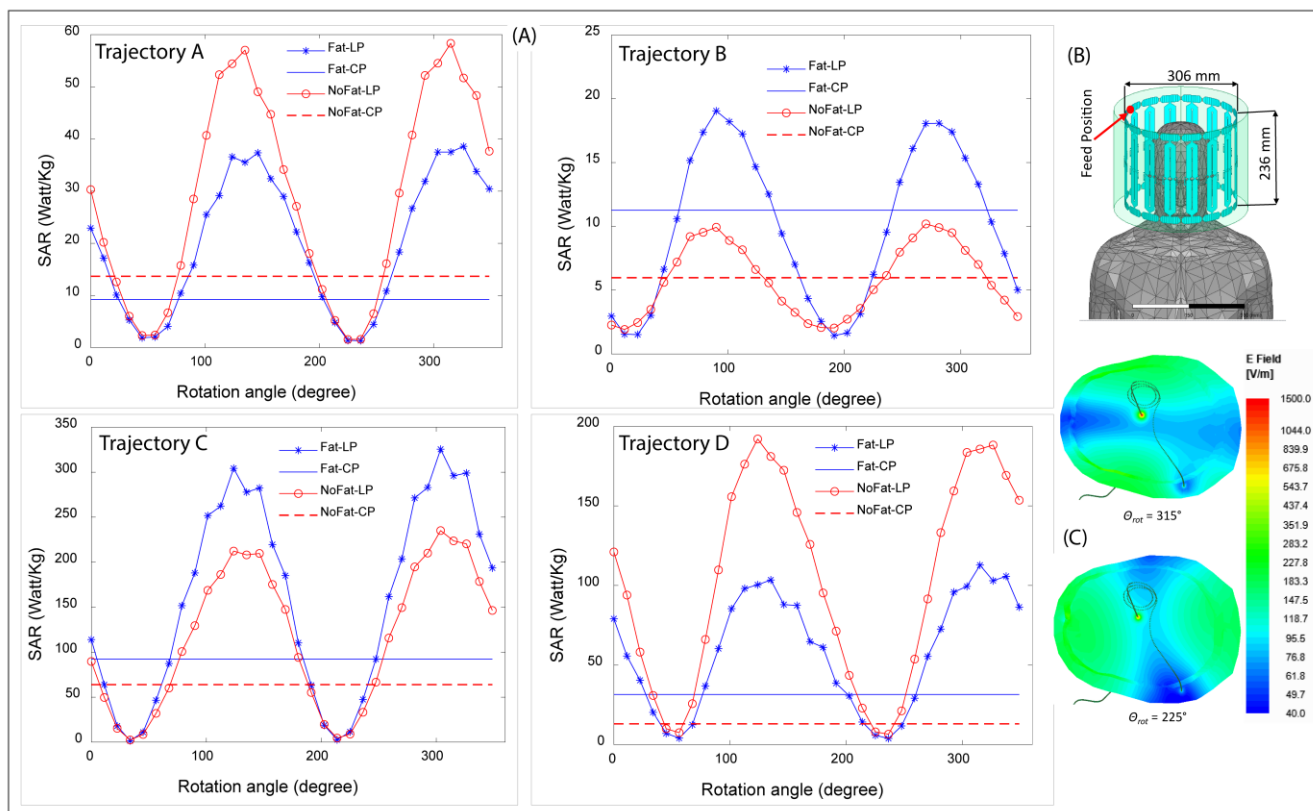 (A)
Trajectory A
60
50
40
30
20
10
0
SAR (Watt/Kg)
Fat-LP
Fat-CP
NoFat-LP
NoFat-CP
0
100
200
300
Rotation angle (degree)
Trajectory B
25
20
15
10
5
0
SAR (Watt/Kg)
Fat-LP
Fat-CP
NoFat-LP
NoFat-CP
0
100
200
300
Rotation angle (degree)
(B)
306 mm
Feed Position
236 mm
Trajectory C
350
300
250
200
150
100
50
0
SAR (Watt/Kg)
Fat-LP
Fat-CP
NoFat-LP
NoFat-CP
0
100
200
300
Rotation angle (degree)
Trajectory D
200
150
100
50
0
SAR (Watt/Kg)
Fat-LP
Fat-CP
NoFat-LP
NoFat-CP
0
100
200
300
Rotation angle (degree)
E Field
[V/m]
1500.0
1044.0
839.9
675.8
543.7
437.4
351.9
283.2
227.8
183.3
147.5
118.7
95.5
76.8
61.8
49.7
40.0
Θrot = 315°
(C)
Θrot = 225°